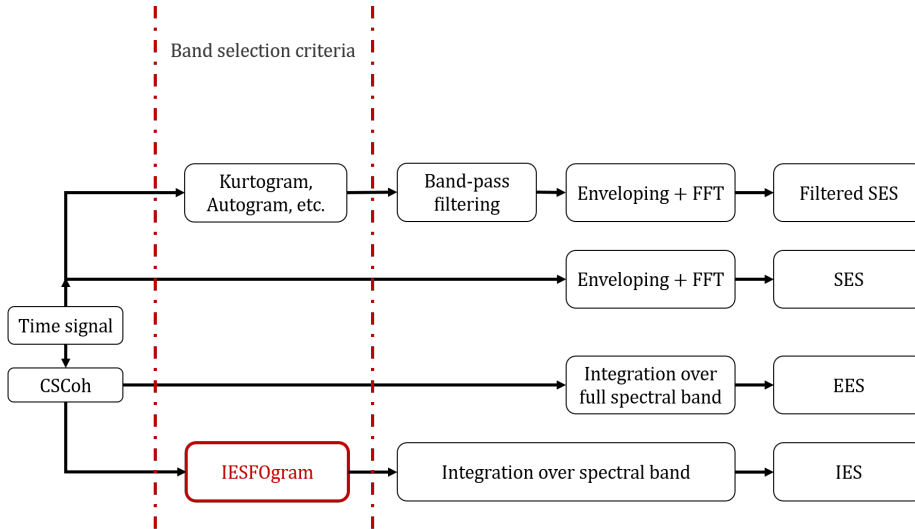 Band selection criteria
Kurtogram,
Autogram, etc.
Band-pass
filtering
Enveloping + FFT
Filtered SES
Enveloping + FFT
SES
Time signal
CSCoh
Integration over
full spectral band
EES
IESFOgram
Integration over spectral band
IES